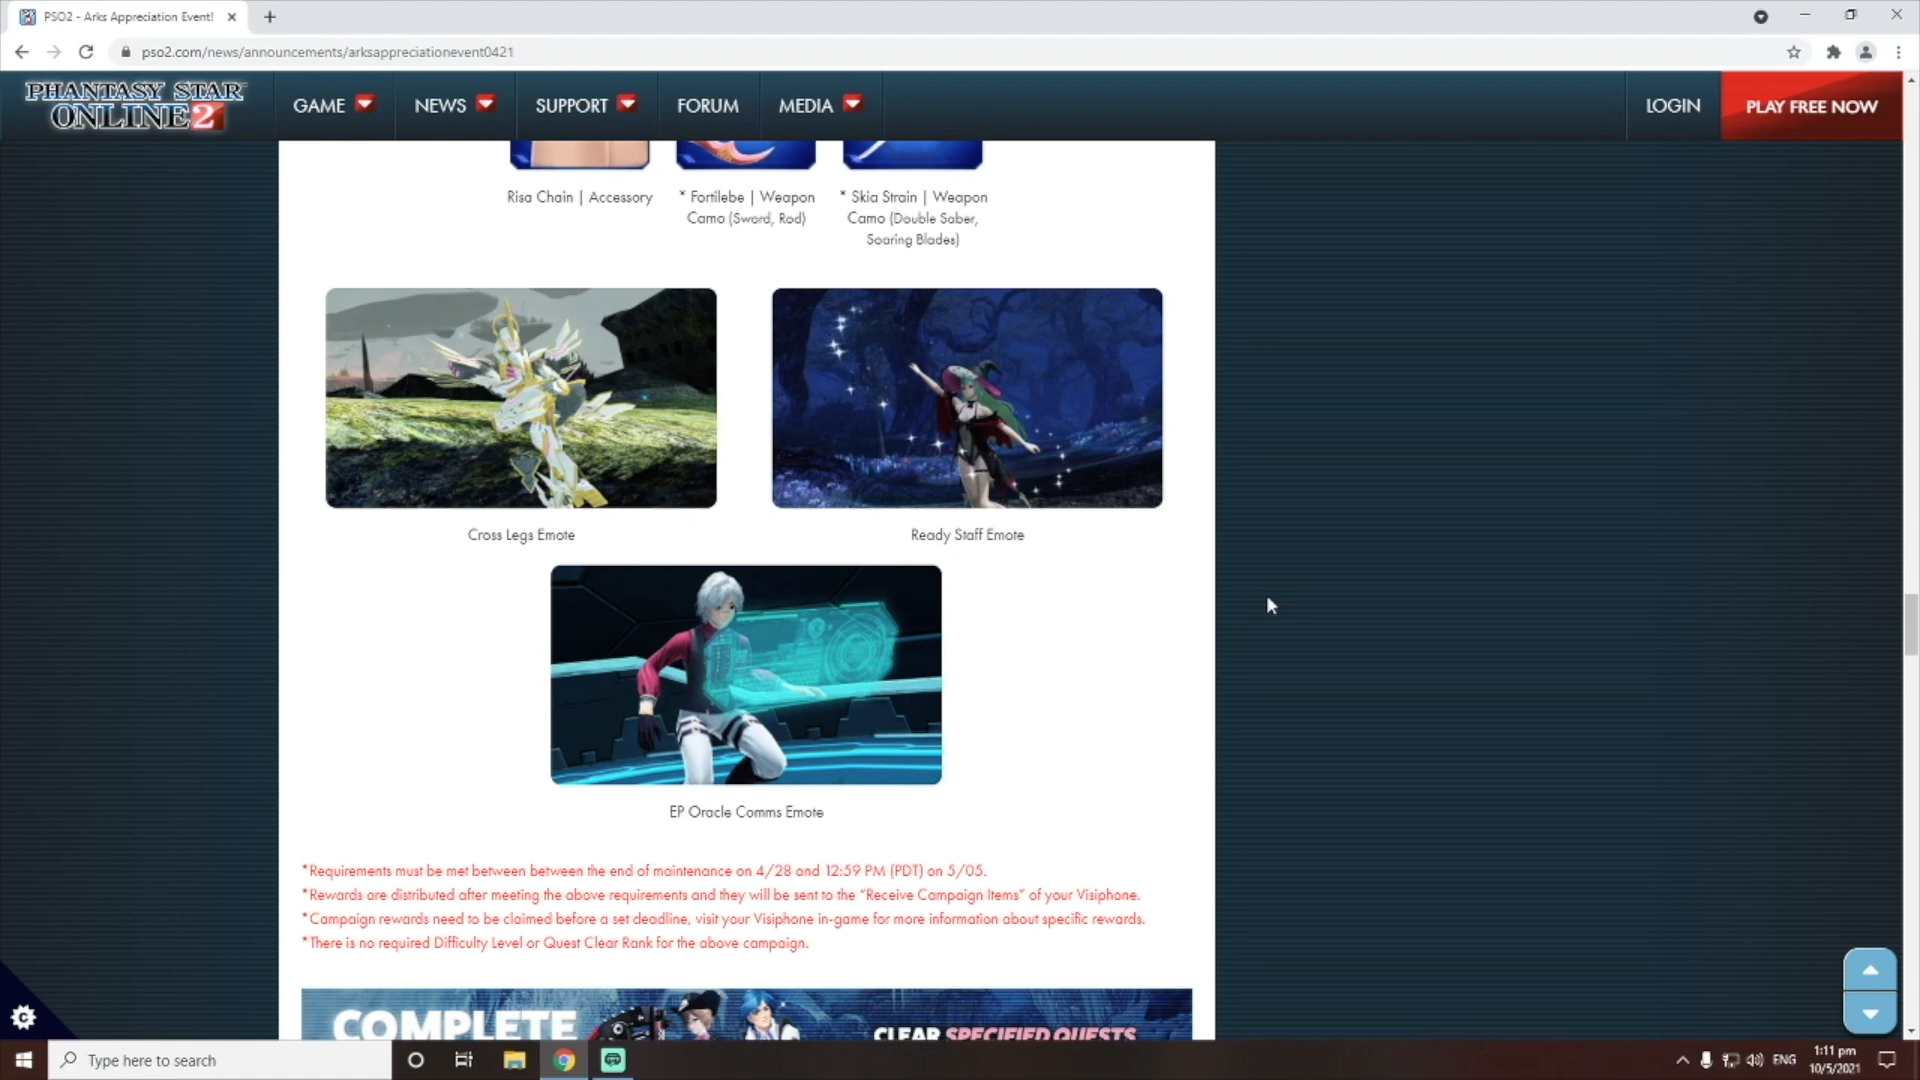 PSO2 - Arks Appreciation Event!
pso2.com/news/announcements/arksappreciationevent0421
PHANTASY STAR
ONLINE 2
GAME
NEWS
SUPPORT
FORUM
MEDIA
LOGIN
PLAY FREE NOW
Risa Chain | Accessory
* Fortilebe | Weapon
Camo (Sword, Rod)
* Skia Strain | Weapon
Camo (Double Saber,
Soaring Blades)
Cross Legs Emote
Ready Staff Emote
EP Oracle Comms Emote
*Requirements must be met between between the end of maintenance on 4/28 and 12:59 PM (PDT) on 5/05.
*Rewards are distributed after meeting the above requirements and they will be sent to the “Receive Campaign Items” of your Visiphone.
*Campaign rewards need to be claimed before a set deadline, visit your Visiphone in-game for more information about specific rewards.
*There is no required Difficulty Level or Quest Clear Rank for the above campaign.
COMPLETE
CLEAR SPECIFIED QUESTS
Type here to search
ENG
1:11 pm
10/5/2021